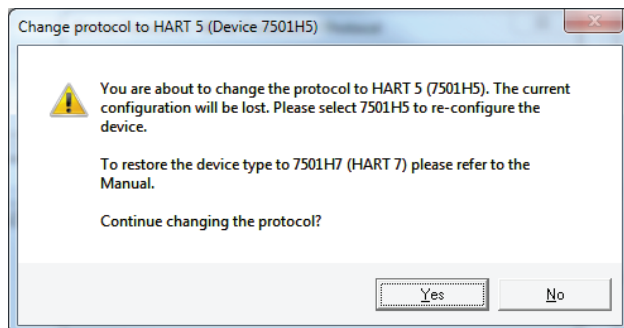 Change protocol to HART 5 (Device 7501H5)
You are about to change the protocol to HART 5 (7501H5). The current
configuration will be lost. Please select 7501H5 to re-configure the
device.
To restore the device type to 7501H7 (HART 7) please refer to the
Manual.
Continue changing the protocol?
Yes
No